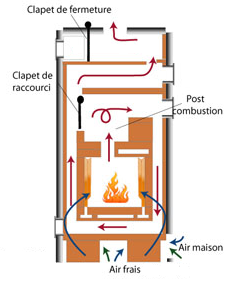 Clapet de fermeture
Clapet de
raccourci
Post
combustion
Air maison
Air frais